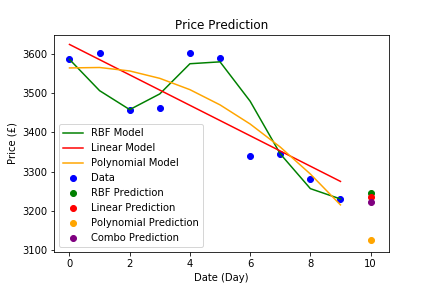 Price Prediction
3600
3500
3400
3300
3200
3100
Price (£)
RBF Model
Linear Model
Polynomial Model
Data
RBF Prediction
Linear Prediction
Polynomial Prediction
Combo Prediction
0 2 4 6 8 10
Date (Day)